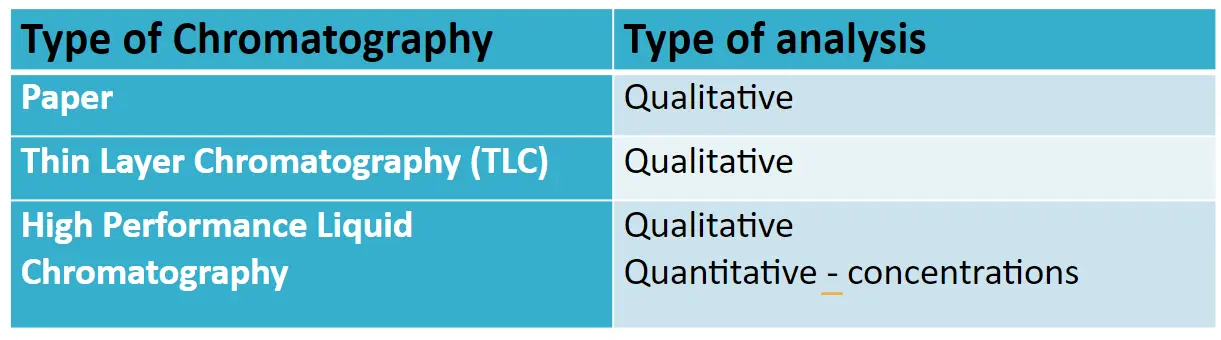 Type of Chromatography
Type of analysis
Paper
Qualitative
Thin Layer Chromatography (TLC)
Qualitative
High Performance Liquid
Chromatography
Qualitative
Quantitative - concentrations